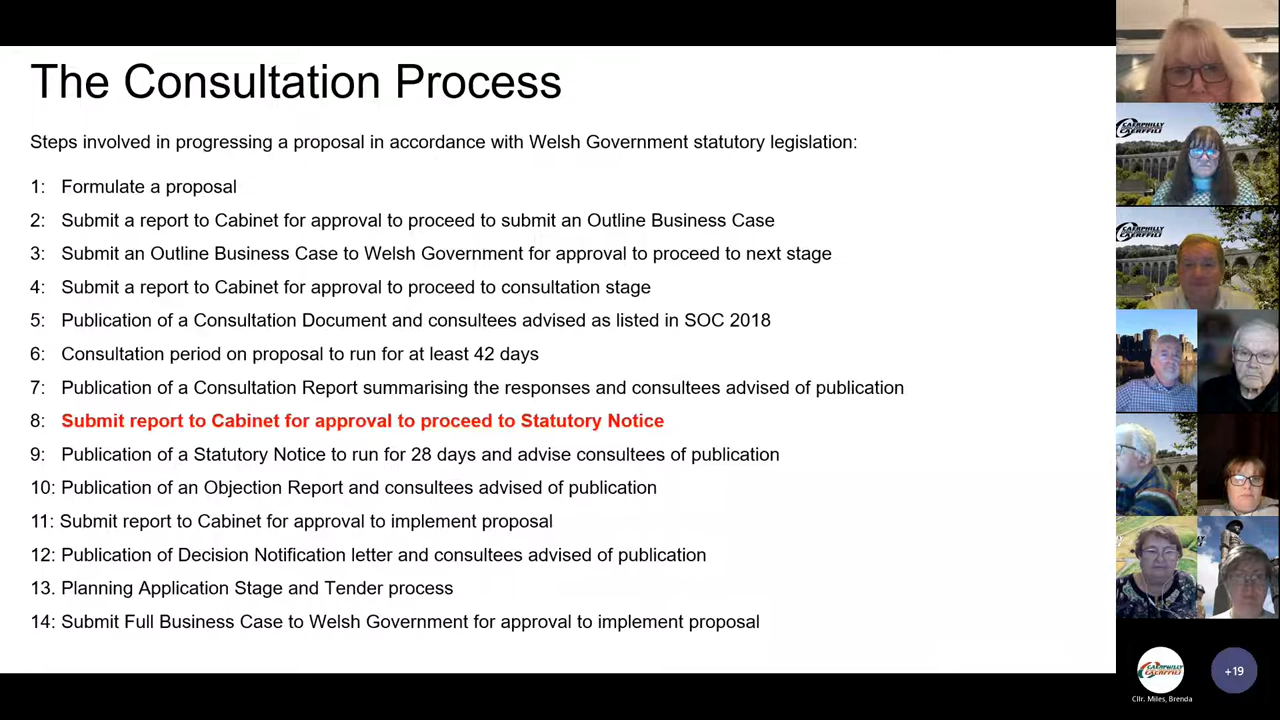 The Consultation Process
Steps involved in progressing a proposal in accordance with Welsh Government statutory legislation:
1: Formulate a proposal
2: Submit a report to Cabinet for approval to proceed to submit an Outline Business Case
3: Submit an Outline Business Case to Welsh Government for approval to proceed to next stage
4: Submit a report to Cabinet for approval to proceed to consultation stage
5: Publication of a Consultation Document and consultees advised as listed in SOC 2018
6: Consultation period on proposal to run for at least 42 days
7: Publication of a Consultation Report summarising the responses and consultees advised of publication
8: Submit report to Cabinet for approval to proceed to Statutory Notice
9: Publication of a Statutory Notice to run for 28 days and advise consultees of publication
10: Publication of an Objection Report and consultees advised of publication
11: Submit report to Cabinet for approval to implement proposal
12: Publication of Decision Notification letter and consultees advised of publication
13. Planning Application Stage and Tender process
14: Submit Full Business Case to Welsh Government for approval to implement proposal
CAERPHILLY
CAERFFILI
CAERPHILLY
CAERFFILI
CAERPHILLY
CAERFFILI
+19
Cllr. Miles, Brenda